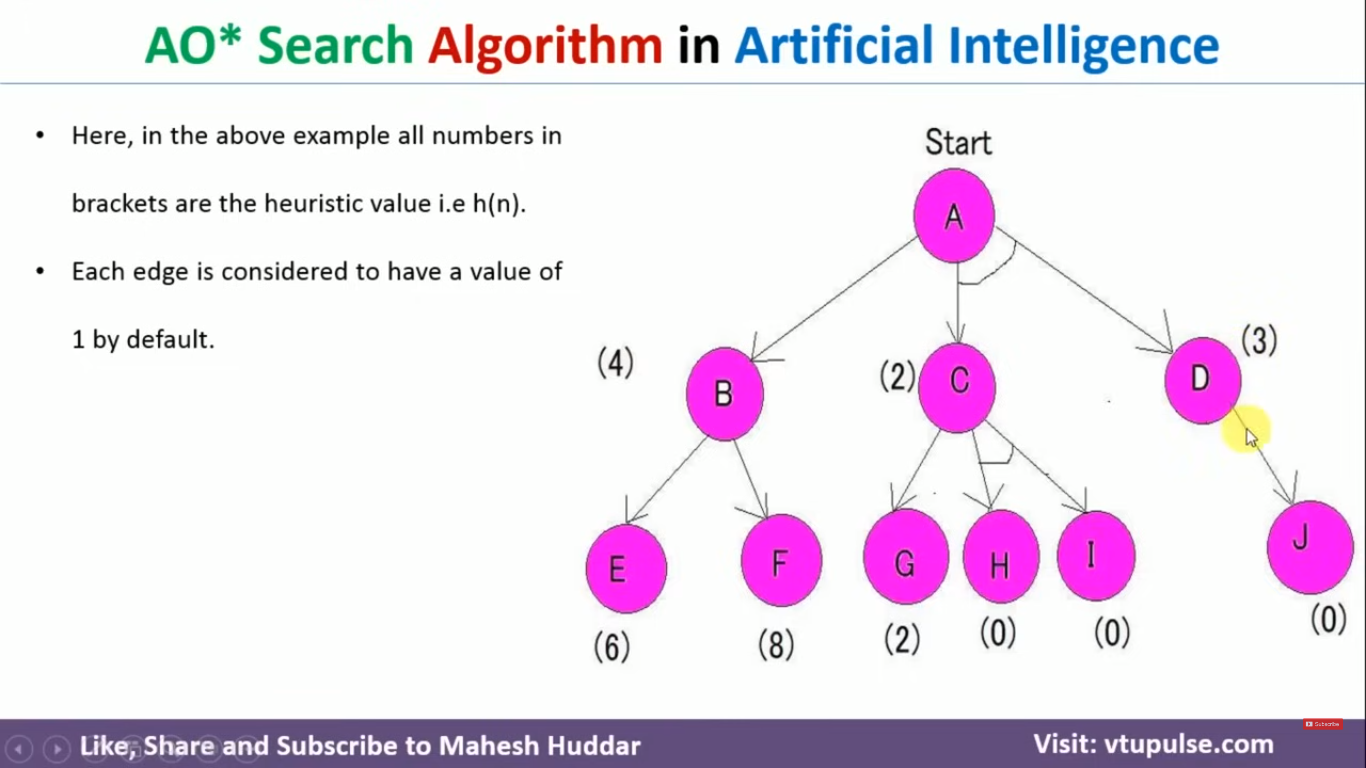 AO* Search Algorithm in Artificial Intelligence
• Here, in the above example all numbers in
brackets are the heuristic value i.e h(n).
• Each edge is considered to have a value of
1 by default.
Start
A
(4)
B
(2)
C
D
(3)
E
F
G
H
I
J
(6)
(8)
(2)
(0)
(0)
(0)
Subscribe
Like, Share and Subscribe to Mahesh Huddar
Visit: vtupulse.com